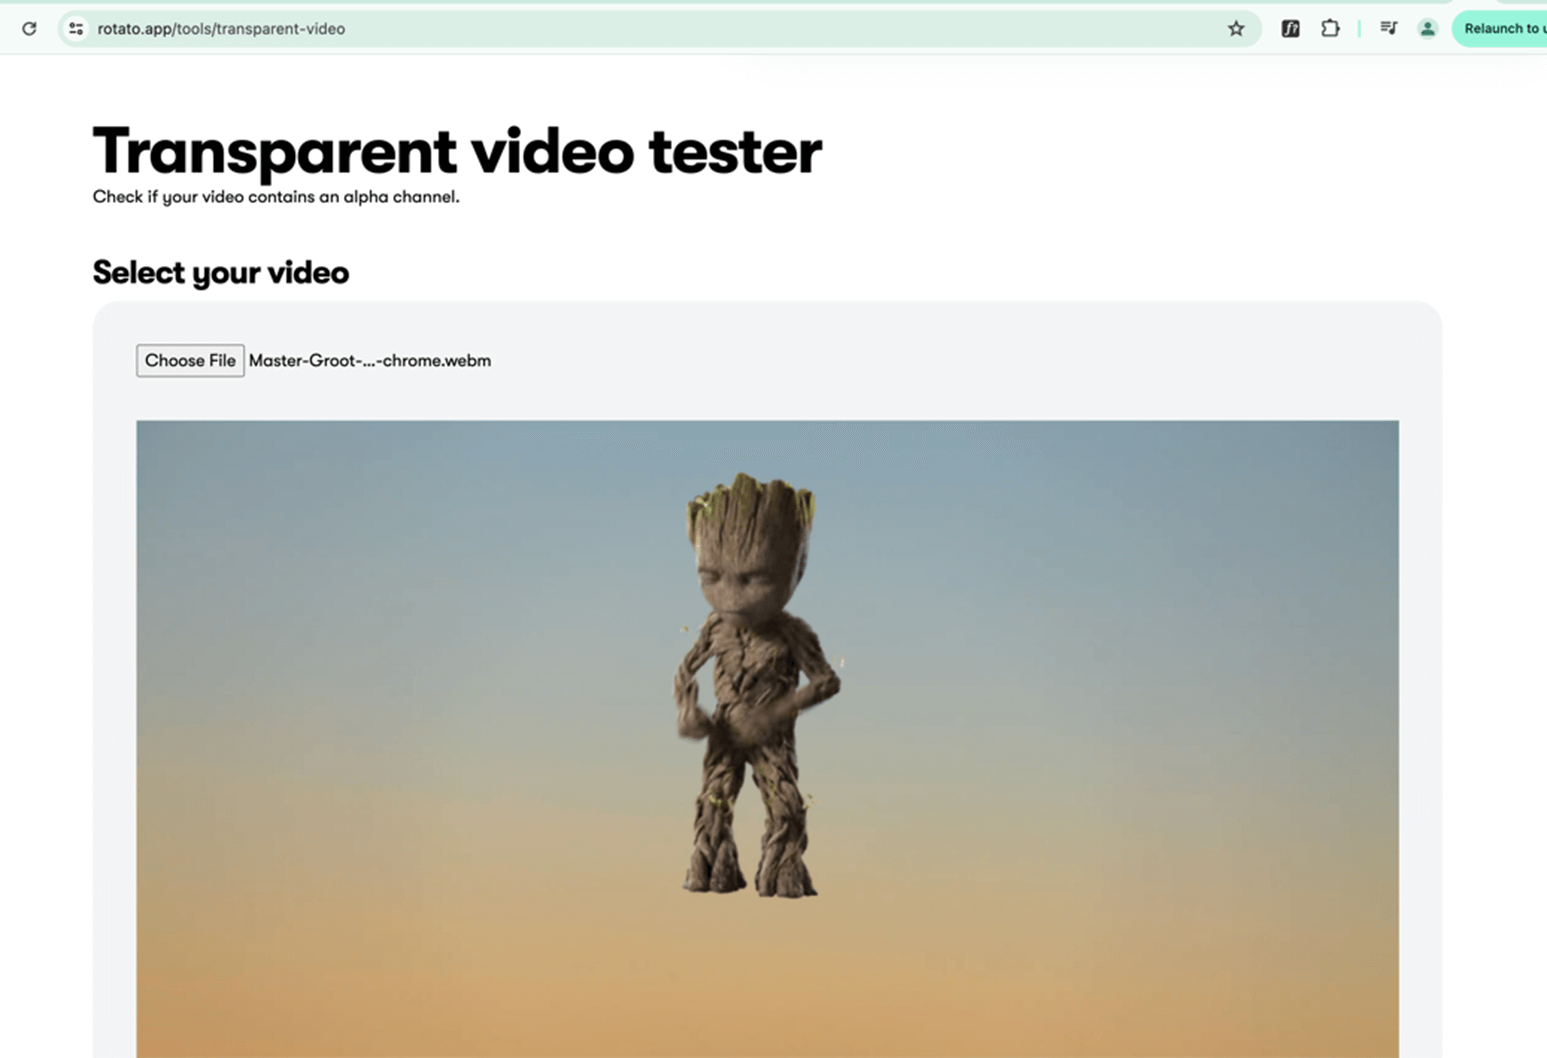 rotato.app/tools/transparent-video
Relaunch to u
Transparent video tester
Check if your video contains an alpha channel.
Select your video
Choose File Master-Groot-...-chrome.webm